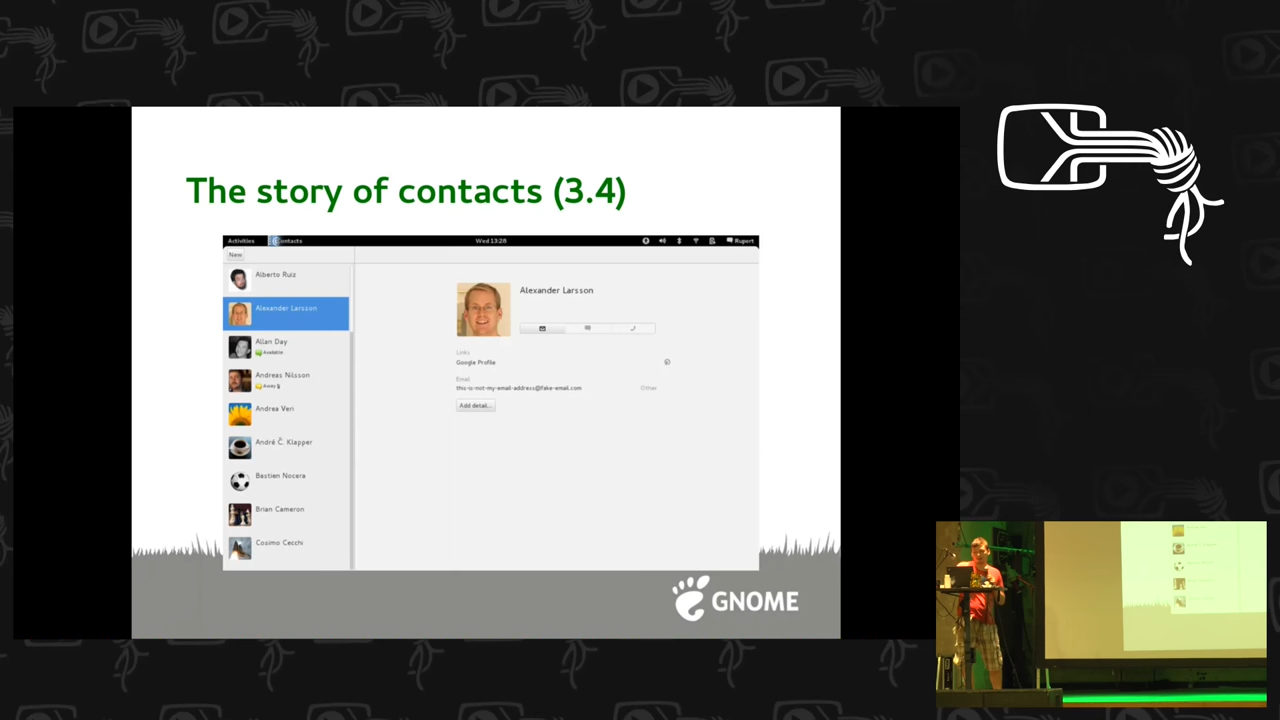 The story of contacts (3.4)
Activities
Contacts
Wed 13:28
Rupert
New
Alberto Ruiz
Alexander Larsson
Allan Day
Available
Andreas Nilsson
Away
Andrea Veri
André Č. Klapper
Bastien Nocera
Brian Cameron
Cosimo Cecchi
Alexander Larsson
Links
Google Profile
Email
this-is-not-my-email-address@fake-email.com
Other
Add detail...
GNOME